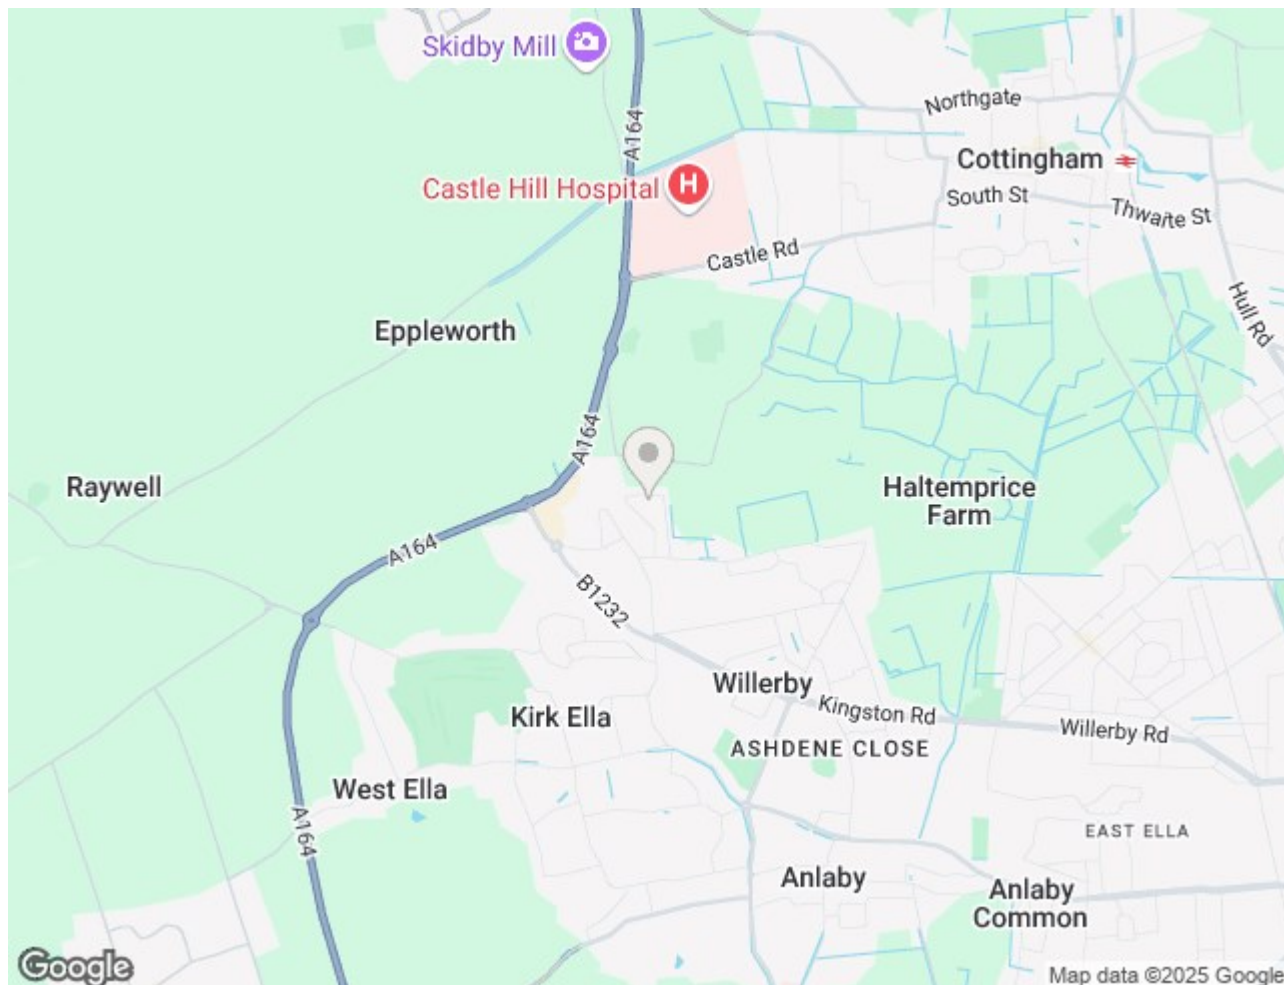 Skidby Mill
A164
Northgate
Cottingham
Castle Hill Hospital
H
South St
Thwaite St
Castle Rd
Hull Rd
Eppleworth
A164
Raywell
Haltemprice
Farm
A164
B1232
Willerby
Kirk Ella
Kingston Rd
Willerby Rd
ASHDENE CLOSE
West Ella
A164
EAST ELLA
Anlaby
Anlaby
Common
Google
Map data ©2025 Google